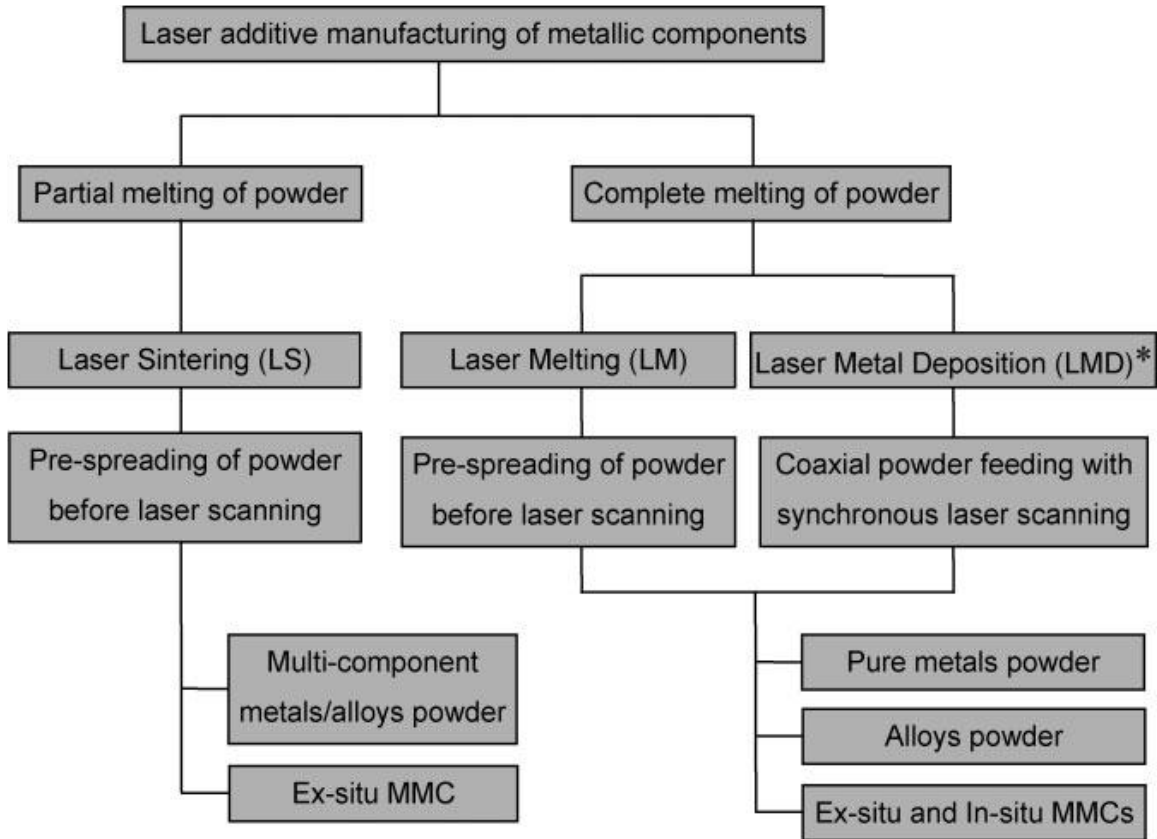 Laser additive manufacturing of metallic components
Partial melting of powder
Complete melting of powder
Laser Sintering (LS)
Laser Melting (LM)
Laser Metal Deposition (LMD)*
Pre-spreading of powder
before laser scanning
Pre-spreading of powder
before laser scanning
Coaxial powder feeding with
synchronous laser scanning
Multi-component
metals/alloys powder
Ex-situ MMC
Pure metals powder
Alloys powder
Ex-situ and In-situ MMCs